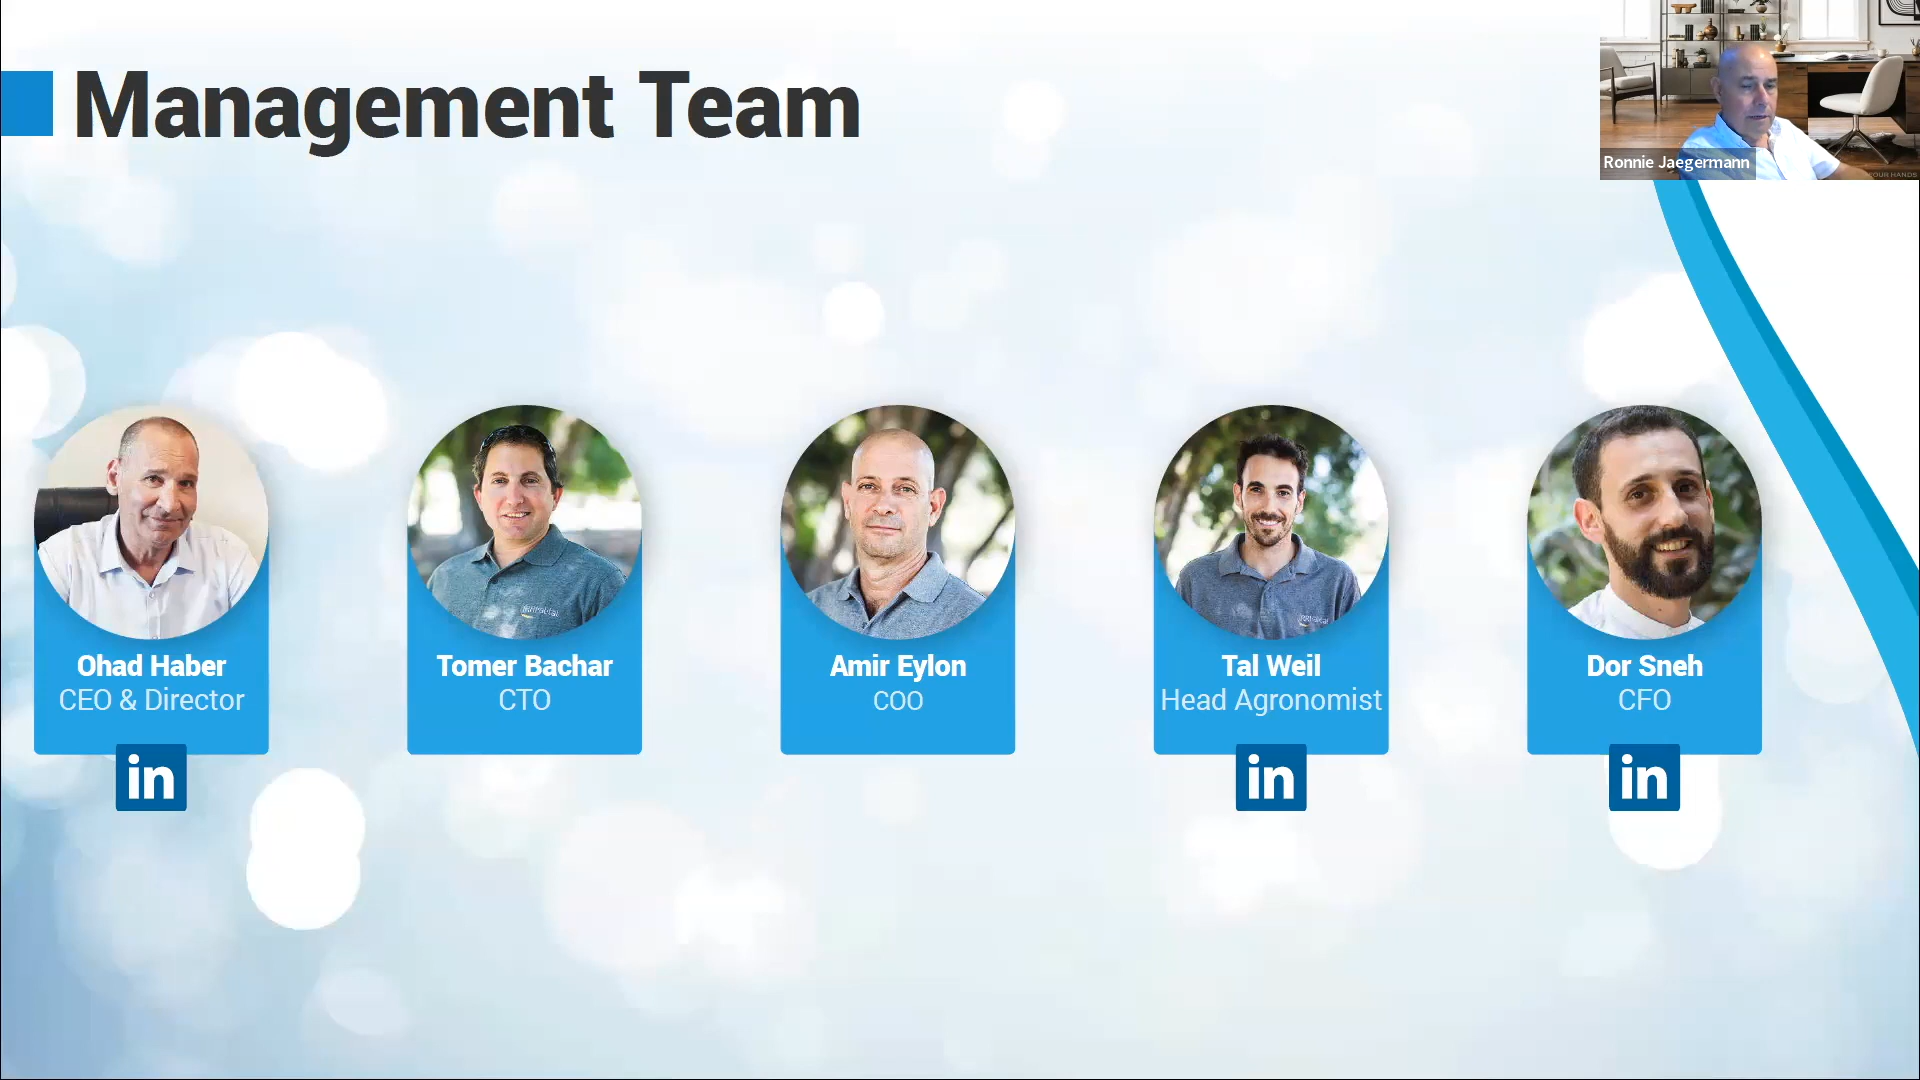 Management Team
Ronnie Jaegermann
Ohad Haber
CEO & Director
Tomer Bachar
CTO
Amir Eylon
COO
Tal Weil
Head Agronomist
Dor Sneh
CFO
in
in
in